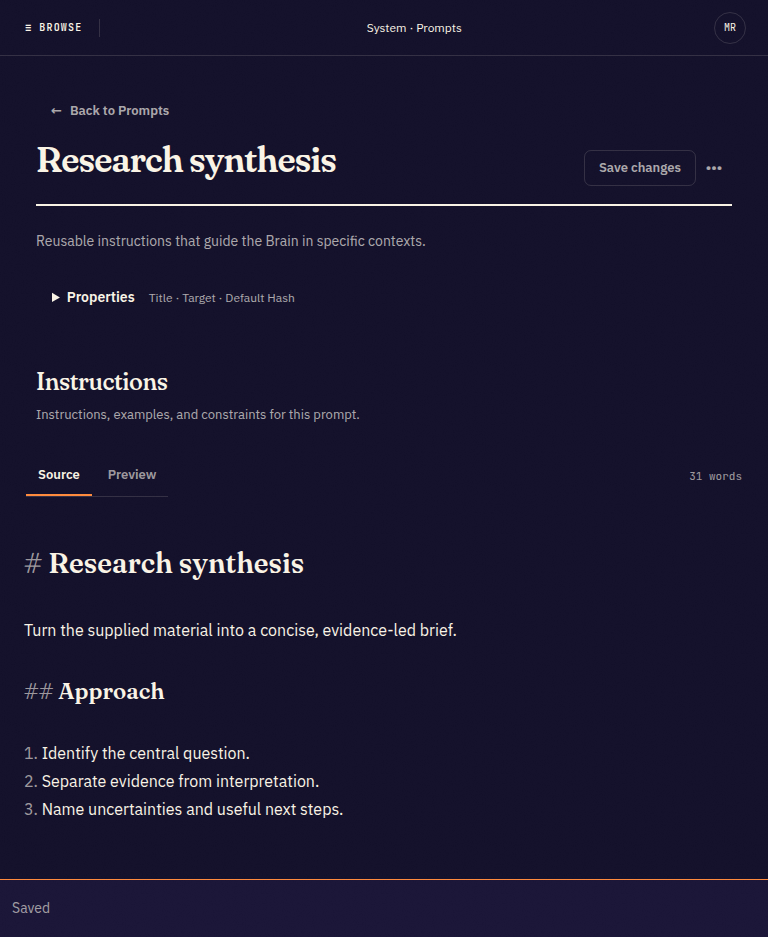 ≡ BROWSE
System · Prompts
MR
← Back to Prompts
Research synthesis
Save changes
•••
Reusable instructions that guide the Brain in specific contexts.
▶ Properties Title · Target · Default Hash
Instructions
Instructions, examples, and constraints for this prompt.
Source Preview
31 words
# Research synthesis
Turn the supplied material into a concise, evidence-led brief.
## Approach
1. Identify the central question.
2. Separate evidence from interpretation.
3. Name uncertainties and useful next steps.
Saved